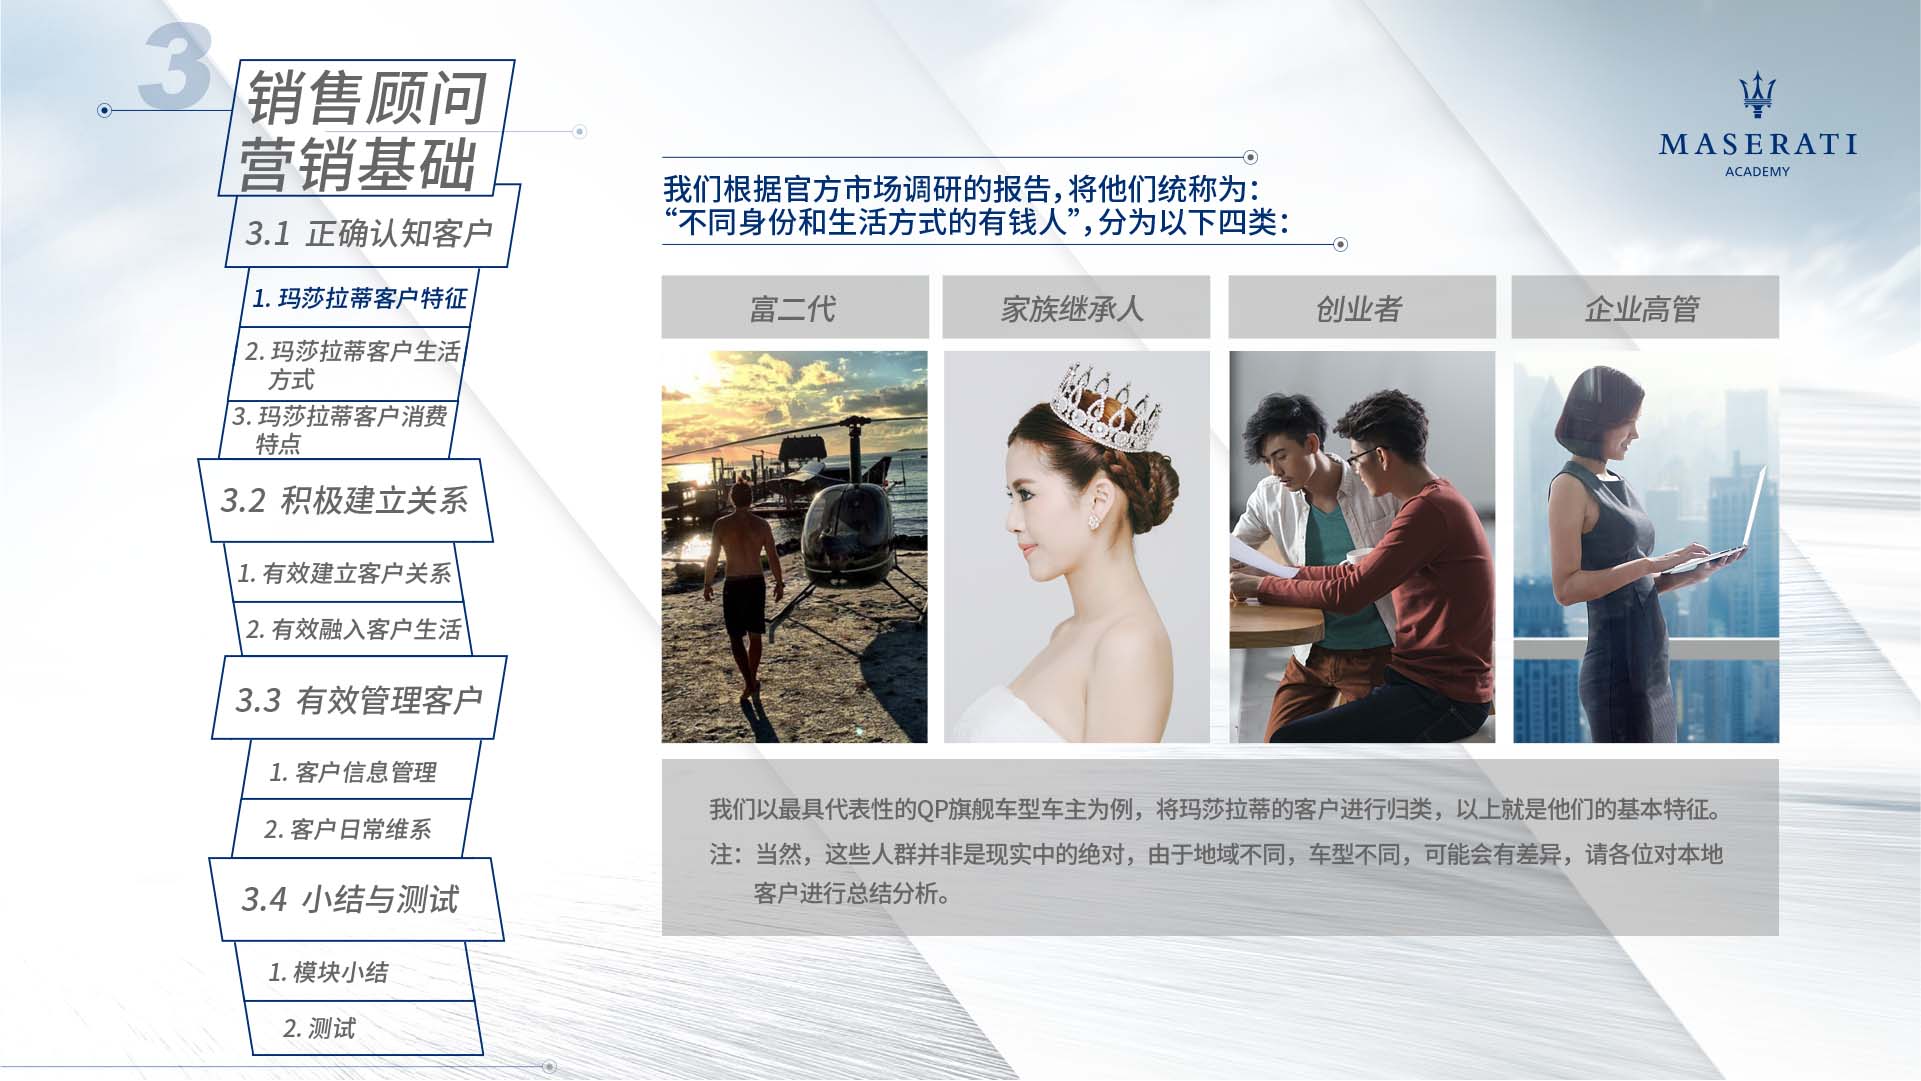 3
销售顾问
营销基础
3.1 正确认知客户
1. 玛莎拉蒂客户特征
2. 玛莎拉蒂客户生活
方式
3. 玛莎拉蒂客户消费
特点
3.2 积极建立关系
1. 有效建立客户关系
2. 有效融入客户生活
3.3 有效管理客户
1. 客户信息管理
2. 客户日常维系
3.4 小结与测试
1. 模块小结
2. 测试
MASERATI
ACADEMY
我们根据官方市场调研的报告，将他们统称为：
“不同身份和生活方式的有钱人”，分为以下四类：
富二代
家族继承人
创业者
企业高管
我们以最具代表性的QP旗舰车型车主为例，将玛莎拉蒂的客户进行归类，以上就是他们的基本特征。
注：当然，这些人群并非是现实中的绝对，由于地域不同，车型不同，可能会有差异，请各位对本地
客户进行总结分析。